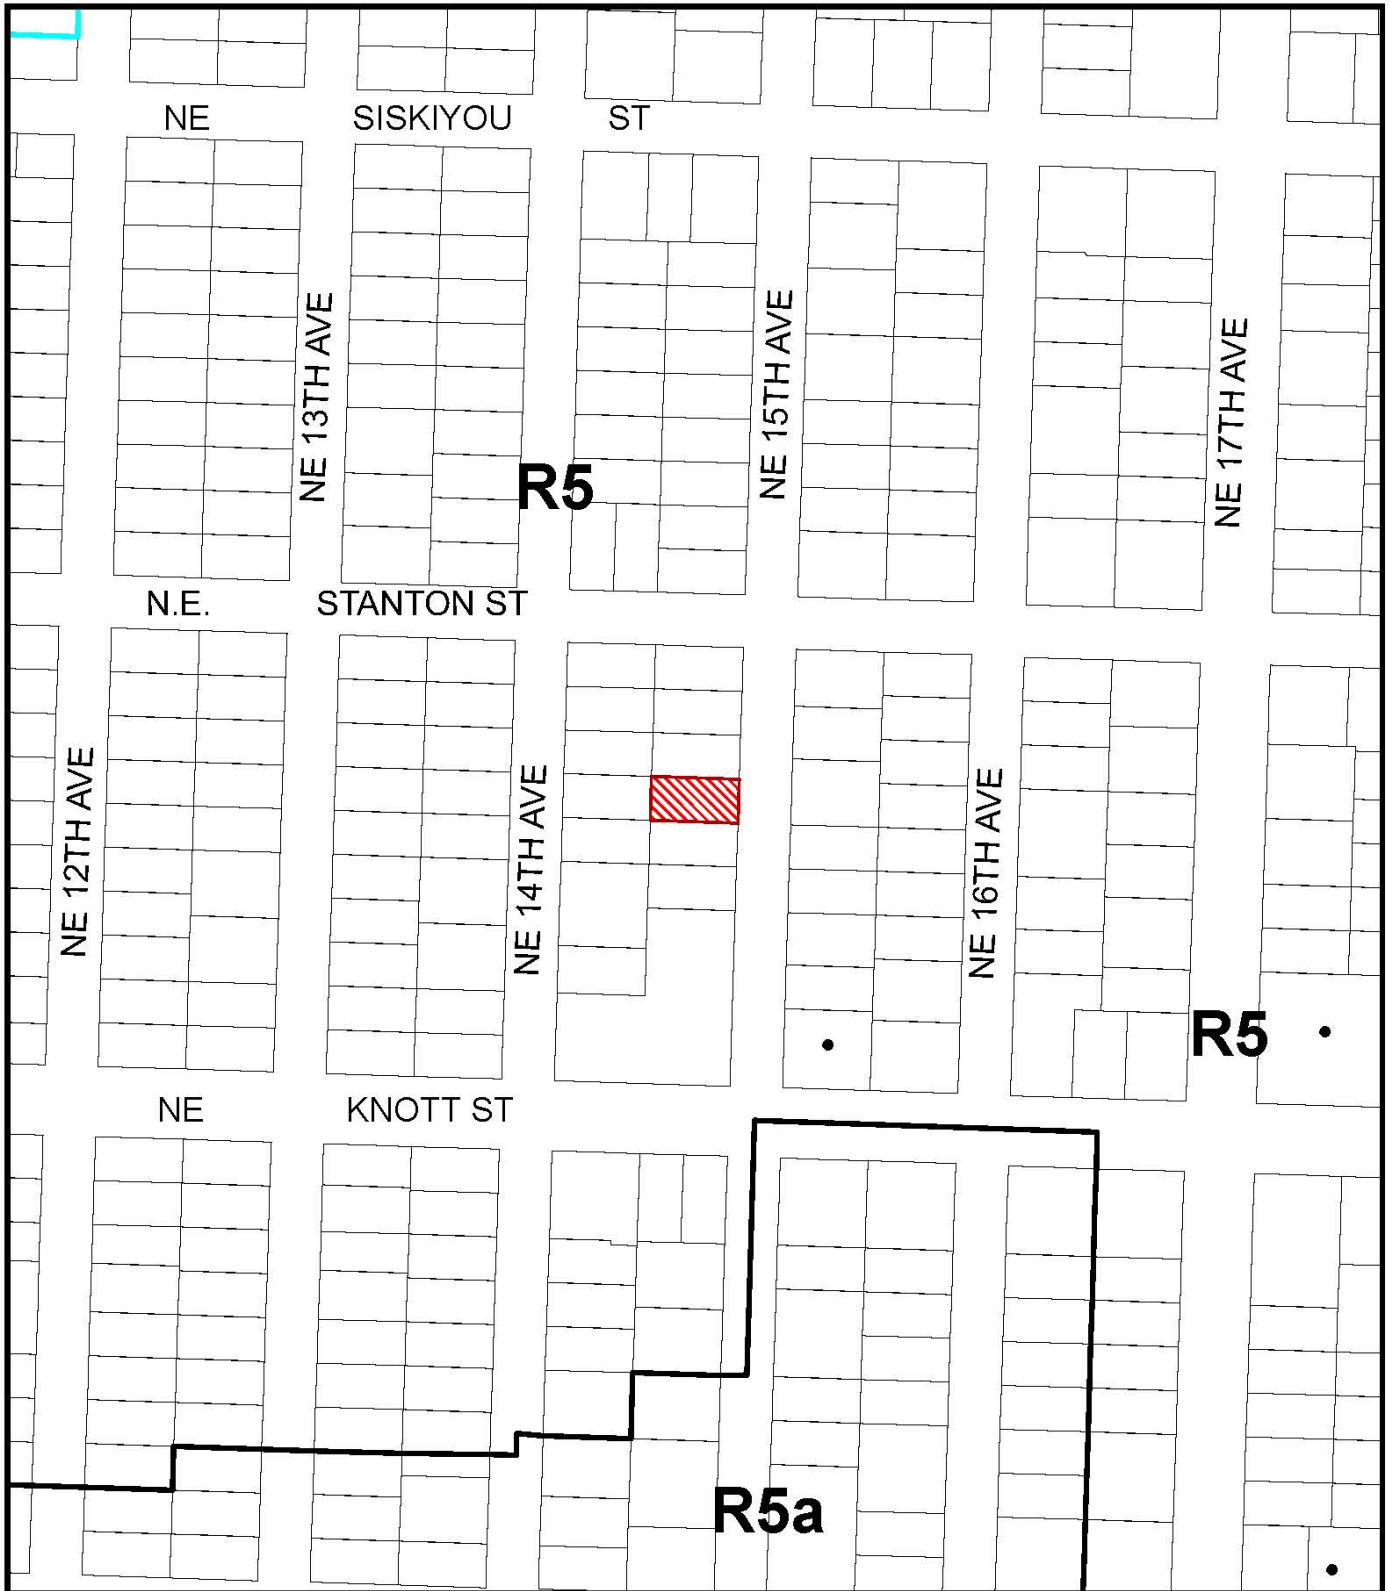 NE SISKIYOU ST
NE 13TH AVE
NE 15TH AVE
NE 17TH AVE
R5
N.E. STANTON ST
NE 12TH AVE
NE 14TH AVE
NE 16TH AVE
R5
NE KNOTT ST
R5a